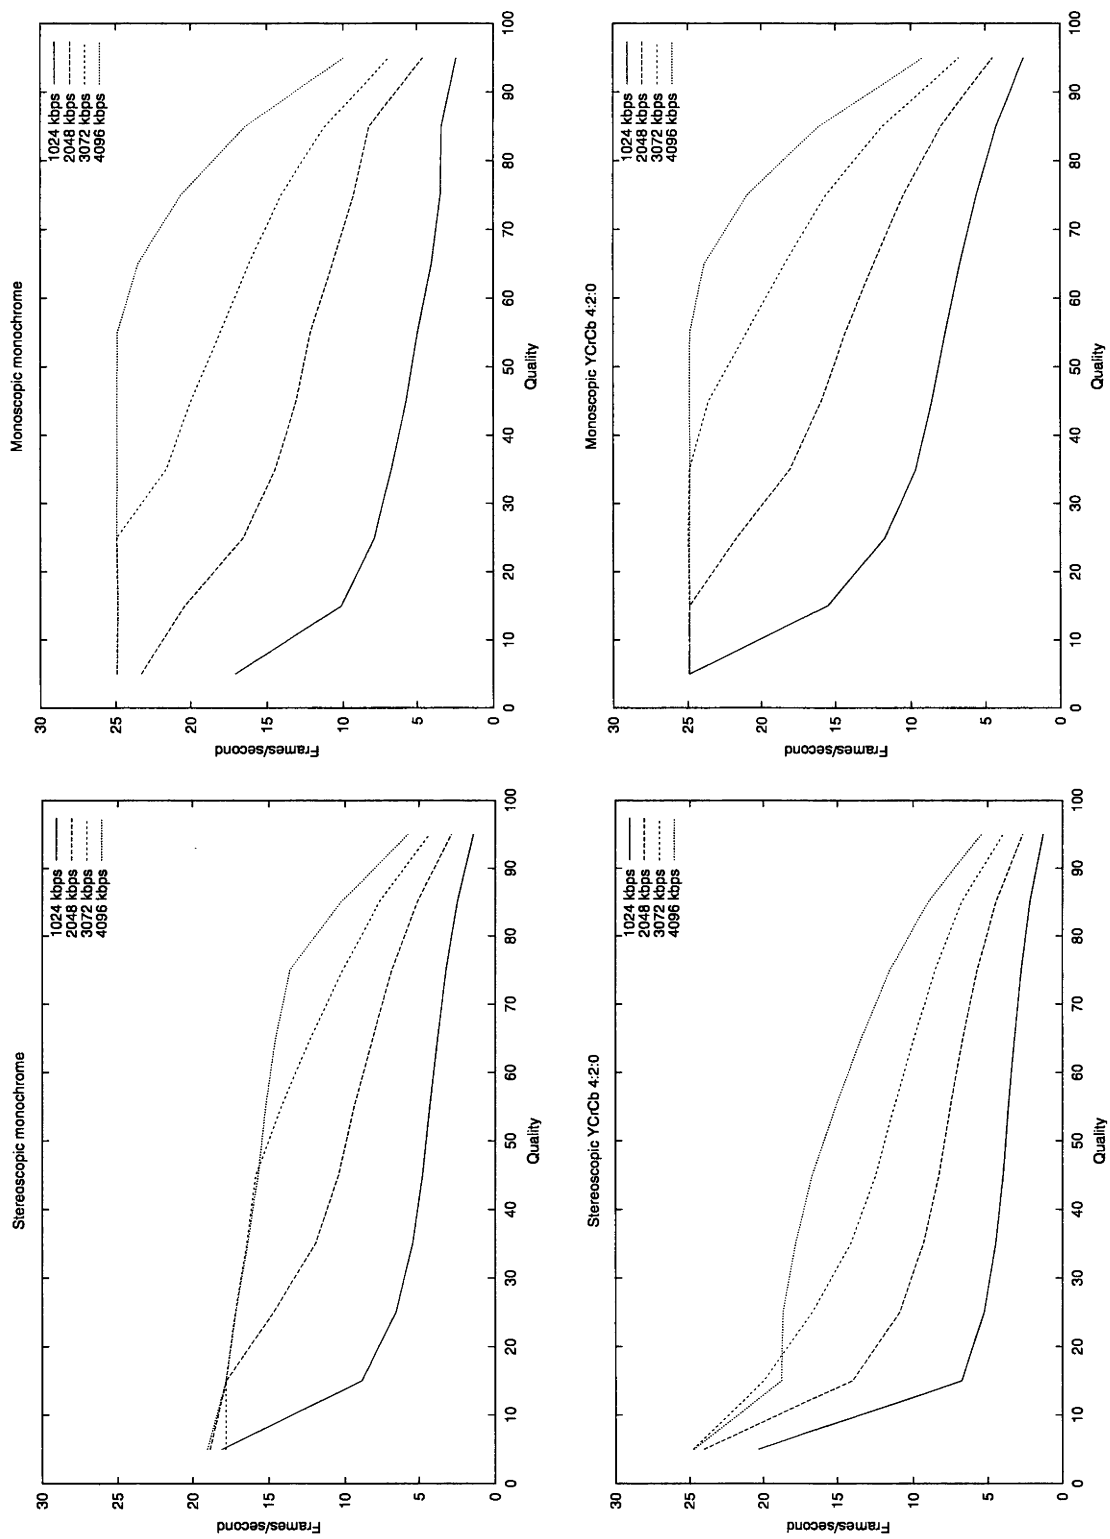 Stereoscopic monochrome
30
25
20
15
10
5
0
Frames/second
0 10 20 30 40 50 60 70 80 90 100
Quality
1024 kbps
2048 kbps
3072 kbps
4096 kbps
Monoscopic monochrome
30
25
20
15
10
5
0
Frames/second
0 10 20 30 40 50 60 70 80 90 100
Quality
1024 kbps
2048 kbps
3072 kbps
4096 kbps
Stereoscopic YCrCb 4:2:0
30
25
20
15
10
5
0
Frames/second
0 10 20 30 40 50 60 70 80 90 100
Quality
1024 kbps
2048 kbps
3072 kbps
4096 kbps
Monoscopic YCrCb 4:2:0
30
25
20
15
10
5
0
Frames/second
0 10 20 30 40 50 60 70 80 90 100
Quality
1024 kbps
2048 kbps
3072 kbps
4096 kbps